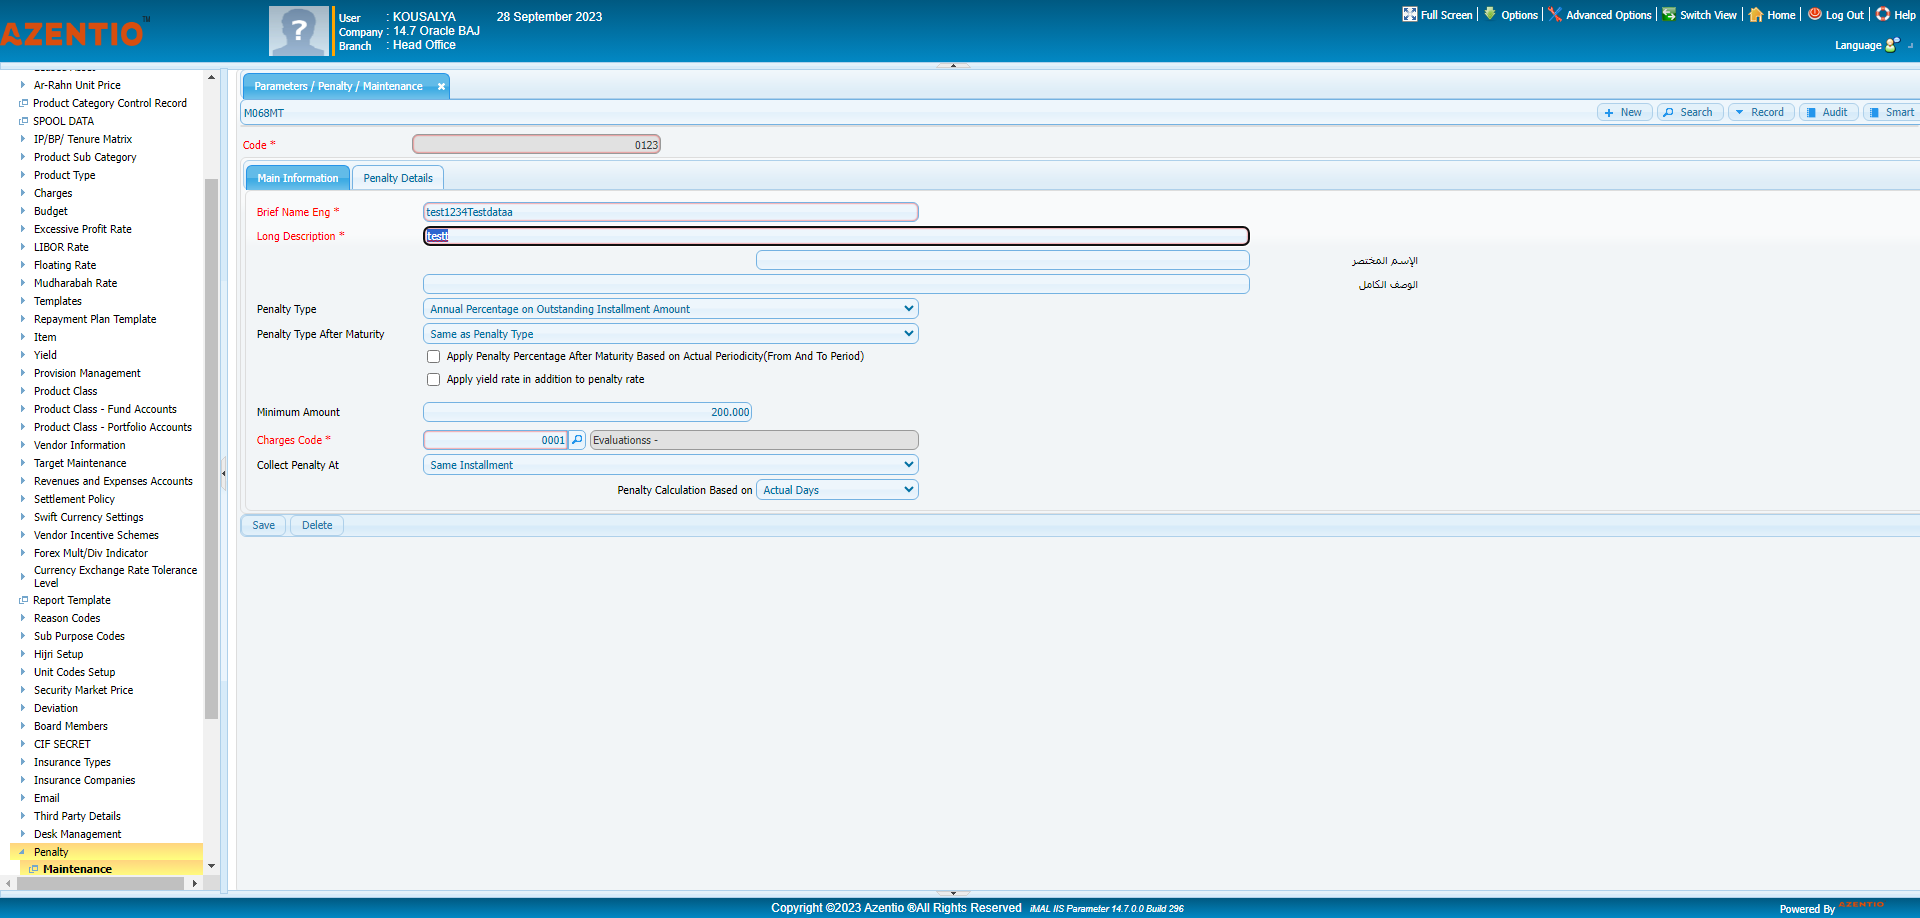 AZENTIO™
User : KOUSALYA 28 September 2023
Company : 14.7 Oracle BAJ
Branch : Head Office
Full Screen Options Advanced Options Switch View Home Log Out Help
Language
Ar-Rahn Unit Price
Product Category Control Record
SPOOL DATA
IP/BP/ Tenure Matrix
Product Sub Category
Product Type
Charges
Budget
Excessive Profit Rate
LIBOR Rate
Floating Rate
Mudharabah Rate
Templates
Repayment Plan Template
Item
Yield
Provision Management
Product Class
Product Class - Fund Accounts
Product Class - Portfolio Accounts
Vendor Information
Target Maintenance
Revenues and Expenses Accounts
Settlement Policy
Swift Currency Settings
Vendor Incentive Schemes
Forex Mult/Div Indicator
Currency Exchange Rate Tolerance
Level
Report Template
Reason Codes
Sub Purpose Codes
Hijri Setup
Unit Codes Setup
Security Market Price
Deviation
Board Members
CIF SECRET
Insurance Types
Insurance Companies
Email
Third Party Details
Desk Management
Penalty
Maintenance
Parameters / Penalty / Maintenance
M068MT
New Search Record Audit Smart
Code * 0123
Main Information Penalty Details
Brief Name Eng * test1234Testdataa
Long Description * testt
الإسم المختصر
الوصف الكامل
Penalty Type Annual Percentage on Outstanding Installment Amount
Penalty Type After Maturity Same as Penalty Type
Apply Penalty Percentage After Maturity Based on Actual Periodicity(From And To Period)
Apply yield rate in addition to penalty rate
Minimum Amount 200.000
Charges Code * 0001 Evaluationss -
Collect Penalty At Same Installment
Penalty Calculation Based on Actual Days
Save Delete
Copyright ©2023 Azentio ®All Rights Reserved iMAL IIS Parameter 14.7.0.0 Build 296
Powered By AZENTIO